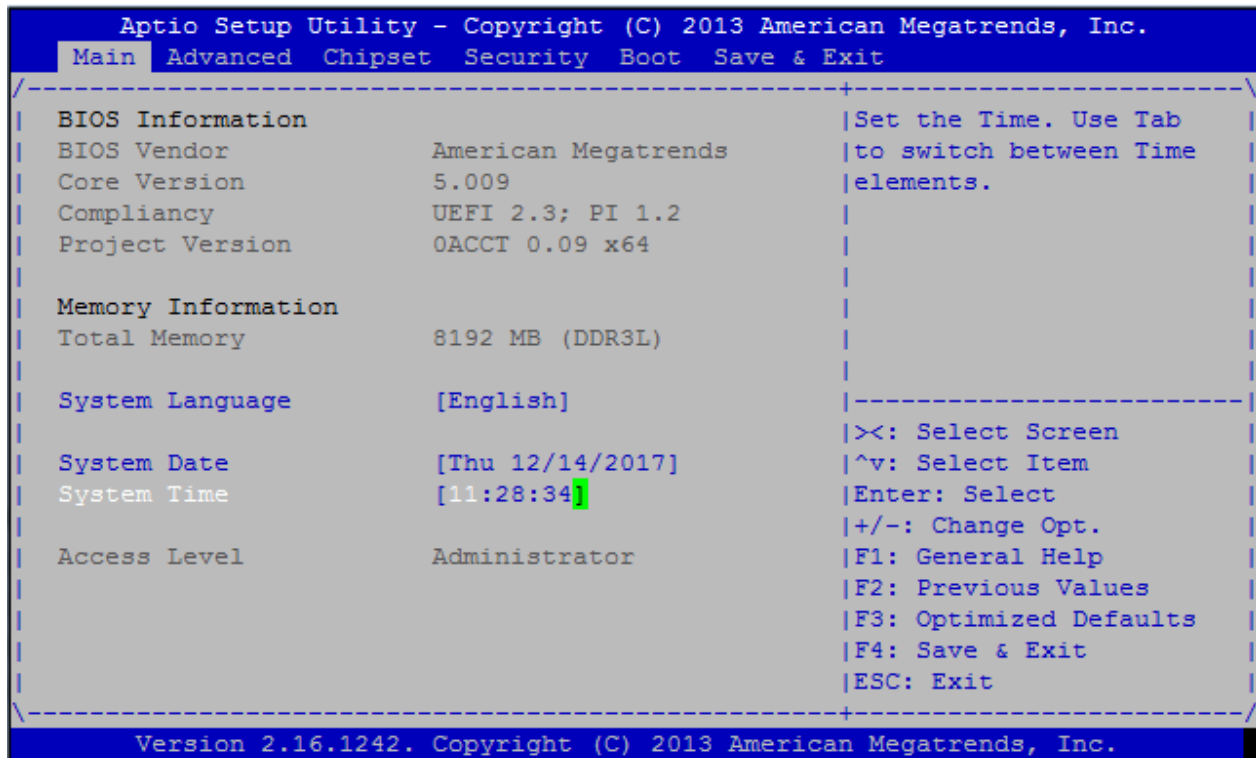 Aptio Setup Utility - Copyright (C) 2013 American Megatrends, Inc.
Main Advanced Chipset Security Boot Save & Exit
/----------------------------------------------------+-------------------------\
| BIOS Information |Set the Time. Use Tab |
| BIOS Vendor American Megatrends |to switch between Time |
| Core Version 5.009 |elements. |
| Compliancy UEFI 2.3; PI 1.2 | |
| Project Version 0ACCT 0.09 x64 | |
| | |
| Memory Information | |
| Total Memory 8192 MB (DDR3L) | |
| | |
| System Language [English] |-------------------------|
| |><: Select Screen |
| System Date [Thu 12/14/2017] |^v: Select Item |
| System Time [11:28:34] |Enter: Select |
| |+/-: Change Opt. |
| Access Level Administrator |F1: General Help |
| |F2: Previous Values |
| |F3: Optimized Defaults |
| |F4: Save & Exit |
| |ESC: Exit |
\----------------------------------------------------+-------------------------/
Version 2.16.1242. Copyright (C) 2013 American Megatrends, Inc.